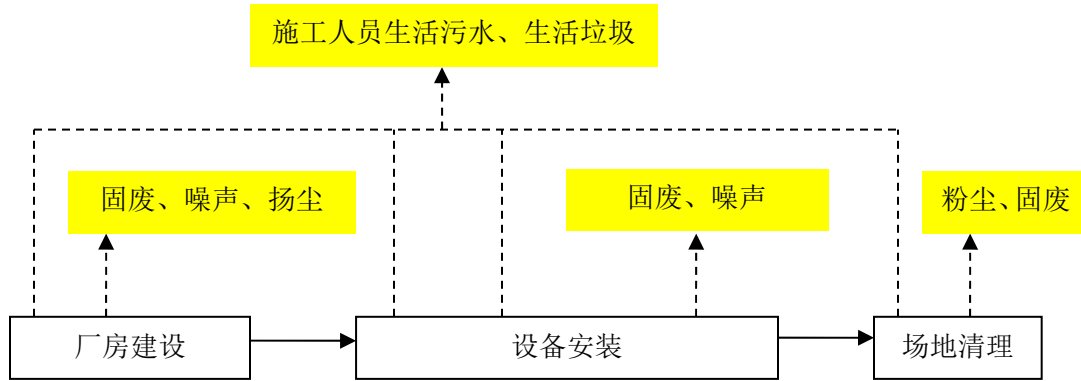 施工人员生活污水、生活垃圾
固废、噪声、扬尘
固废、噪声
粉尘、固废
厂房建设
设备安装
场地清理